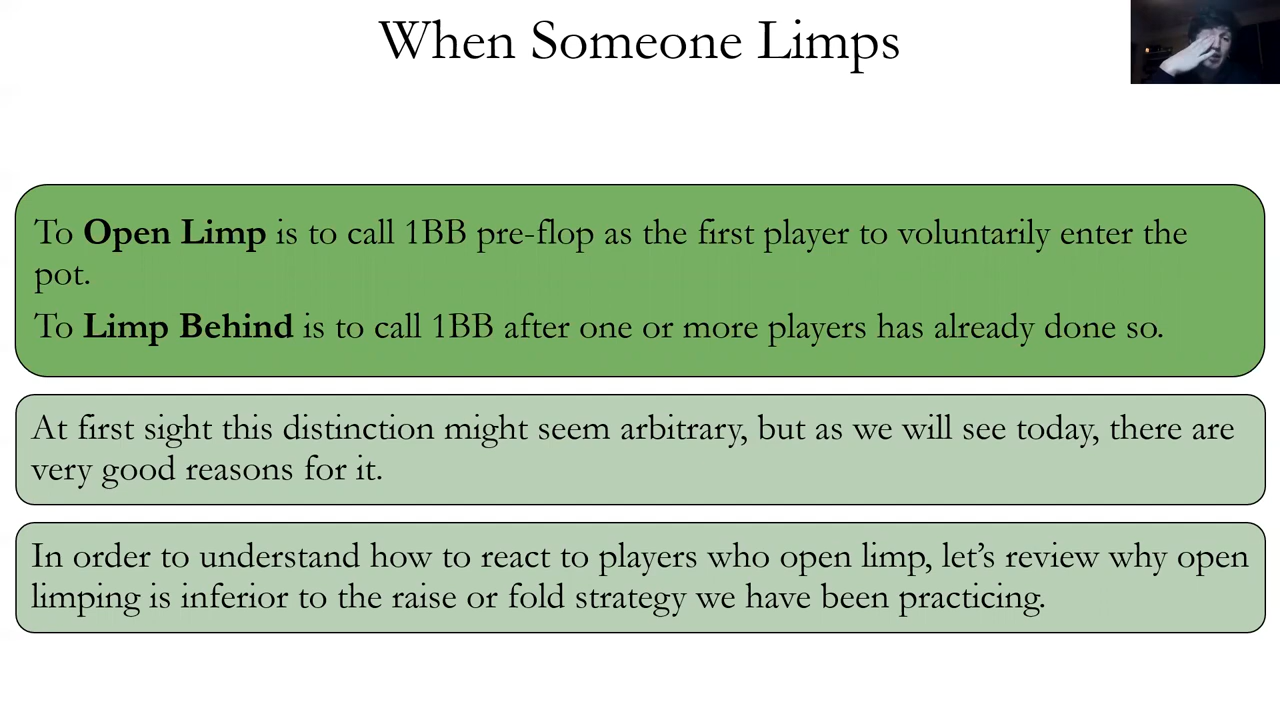 When Someone Limps
To Open Limp is to call 1BB pre-flop as the first player to voluntarily enter the
pot.
To Limp Behind is to call 1BB after one or more players has already done so.
At first sight this distinction might seem arbitrary, but as we will see today, there are
very good reasons for it.
In order to understand how to react to players who open limp, let’s review why open
limping is inferior to the raise or fold strategy we have been practicing.